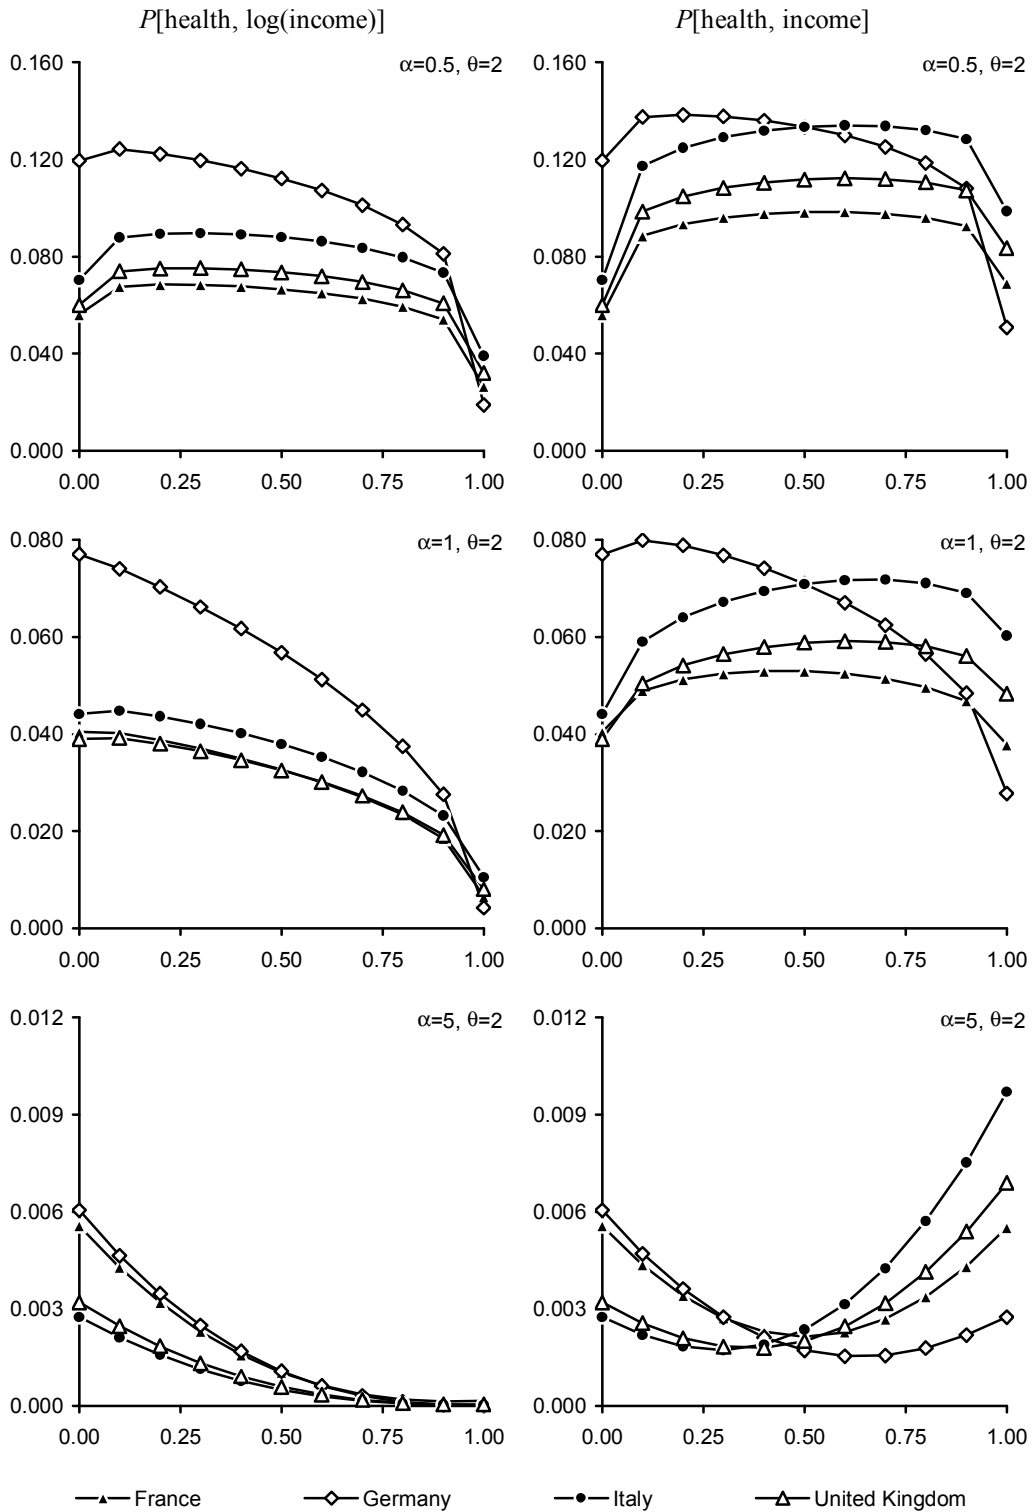 P[health, log(income)]
P[health, income]
α=0.5, θ=2
0.160
0.120
0.080
0.040
0.000
0.00 0.25 0.50 0.75 1.00
α=0.5, θ=2
0.160
0.120
0.080
0.040
0.000
0.00 0.25 0.50 0.75 1.00
α=1, θ=2
0.080
0.060
0.040
0.020
0.000
0.00 0.25 0.50 0.75 1.00
α=1, θ=2
0.080
0.060
0.040
0.020
0.000
0.00 0.25 0.50 0.75 1.00
α=5, θ=2
0.012
0.009
0.006
0.003
0.000
0.00 0.25 0.50 0.75 1.00
α=5, θ=2
0.012
0.009
0.006
0.003
0.000
0.00 0.25 0.50 0.75 1.00
France Germany Italy United Kingdom